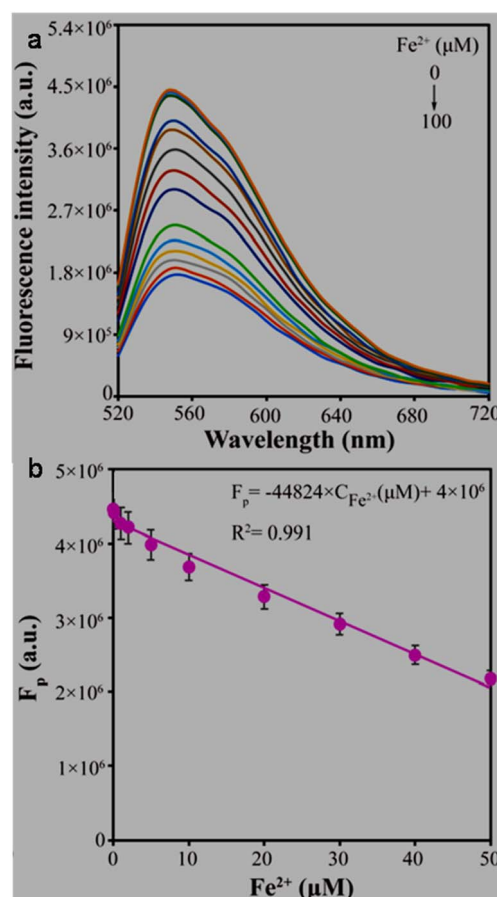 a
5.4×10⁶
4.5×10⁶
3.6×10⁶
2.7×10⁶
1.8×10⁶
9×10⁵
0
Fluorescence intensity (a.u.)
Fe²⁺ (µM)
0
100
520 560 600 640 680 720
Wavelength (nm)
b
5×10⁶
4×10⁶
3×10⁶
2×10⁶
1×10⁶
0
Fₚ (a.u.)
Fₚ= -44824×C_Fe²⁺(µM)+ 4×10⁶
R²= 0.991
0 10 20 30 40 50
Fe²⁺ (µM)